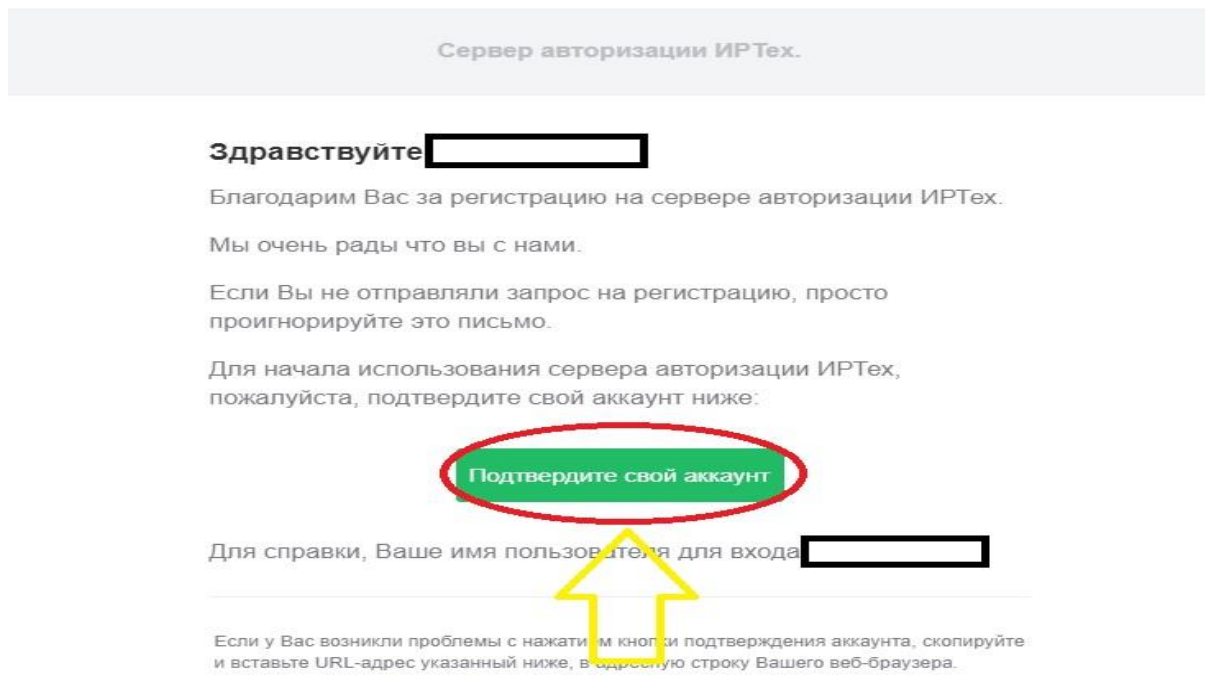 Сервер авторизации ИРТех.
Здравствуйте
Благодарим Вас за регистрацию на сервере авторизации ИРТех.
Мы очень рады что вы с нами.
Если Вы не отправляли запрос на регистрацию, просто
проигнорируйте это письмо.
Для начала использования сервера авторизации ИРТех,
пожалуйста, подтвердите свой аккаунт ниже:
Подтвердите свой аккаунт
Для справки, Ваше имя пользователя для входа
Если у Вас возникли проблемы с нажатием кнопки подтверждения аккаунта, скопируйте
и вставьте URL-адрес указанный ниже, в адресную строку Вашего веб-браузера.